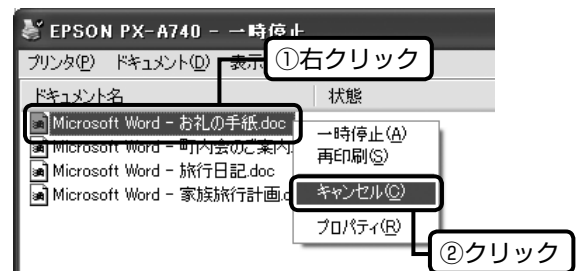 EPSON PX-A740 - 一時停止
プリンタ(P) ドキュメント(D) 表示
①右クリック
ドキュメント名 状態
Microsoft Word - お礼の手紙.doc
Microsoft Word - 町内会のご案内.
Microsoft Word - 旅行日記.doc
Microsoft Word - 家族旅行計画.d
一時停止(A)
再印刷(S)
キャンセル(C)
プロパティ(R)
②クリック